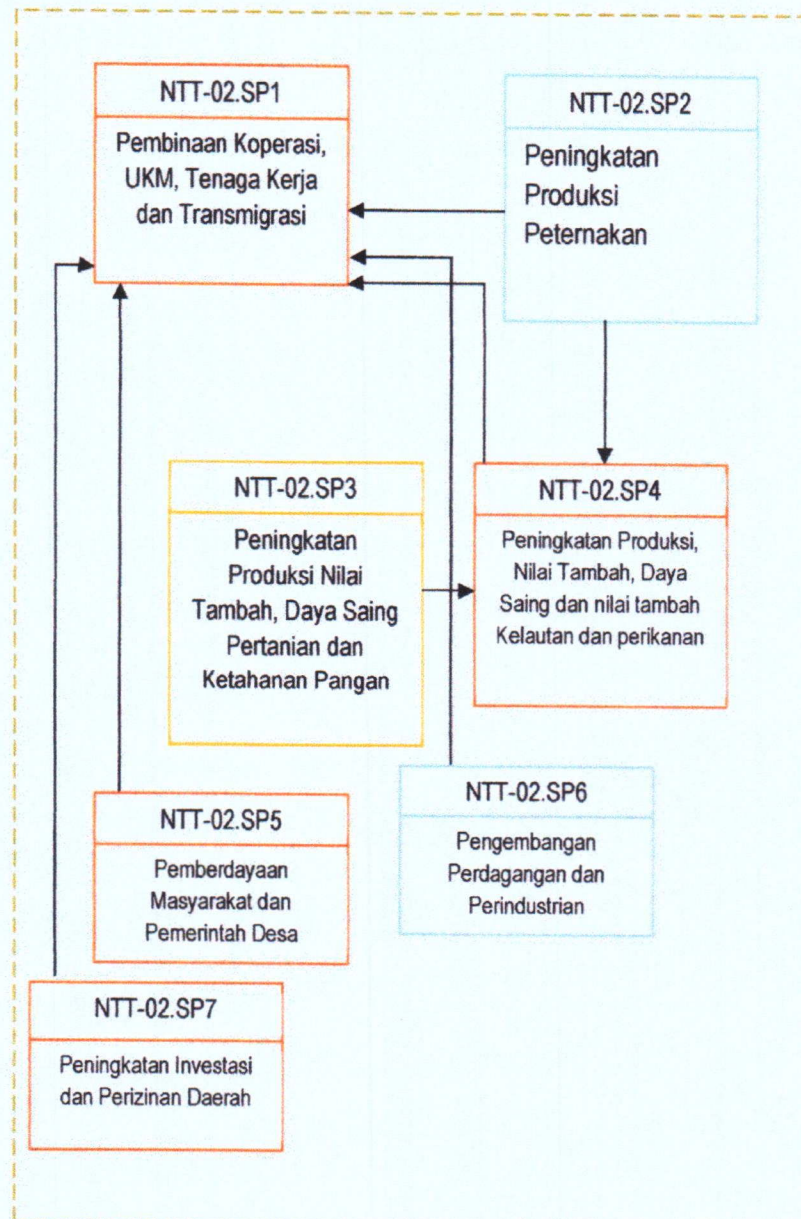 NTT-02.SP1
Pembinaan Koperasi,
UKM, Tenaga Kerja
dan Transmigrasi
NTT-02.SP2
Peningkatan
Produksi
Peternakan
NTT-02.SP3
Peningkatan
Produksi Nilai
Tambah, Daya Saing
Pertanian dan
Ketahanan Pangan
NTT-02.SP4
Peningkatan Produksi,
Nilai Tambah, Daya
Saing dan nilai tambah
Kelautan dan perikanan
NTT-02.SP5
Pemberdayaan
Masyarakat dan
Pemerintah Desa
NTT-02.SP6
Pengembangan
Perdagangan dan
Perindustrian
NTT-02.SP7
Peningkatan Investasi
dan Perizinan Daerah